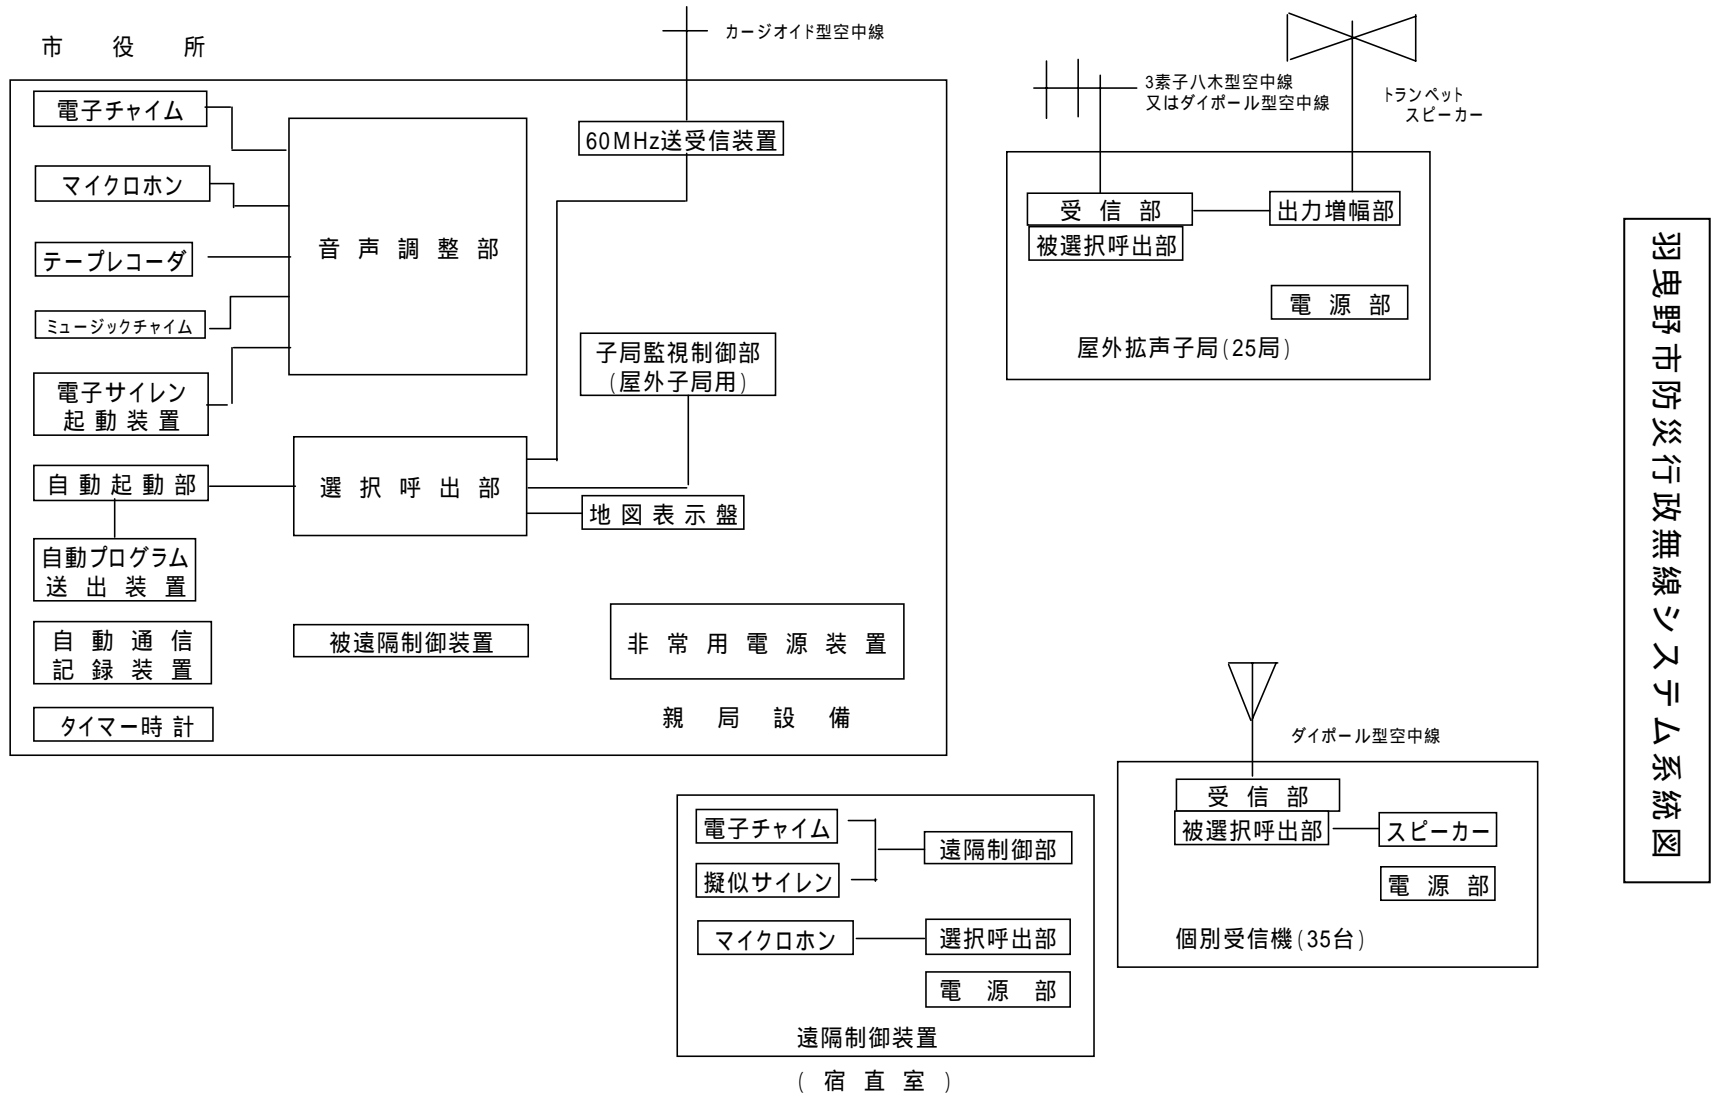 市役所
カージオイド型空中線
電子チャイム
マイクロホン
テープレコーダ
ミュージックチャイム
電子サイレン
起動装置
自動起動部
自動プログラム
送出装置
自動通信
記録装置
タイマー時計
音声調整部
選択呼出部
被遠隔制御装置
60MHz送受信装置
子局監視制御部
(屋外子局用)
地図表示盤
非常用電源装置
親局設備
3素子八木型空中線
又はダイポール型空中線
トランペット
スピーカー
受信部
被選択呼出部
出力増幅部
電源部
屋外拡声子局(25局)
ダイポール型空中線
受信部
被選択呼出部
スピーカー
電源部
個別受信機(35台)
電子チャイム
擬似サイレン
マイクロホン
遠隔制御部
選択呼出部
電源部
遠隔制御装置
(宿直室)
羽曳野市防災行政無線システム系統図